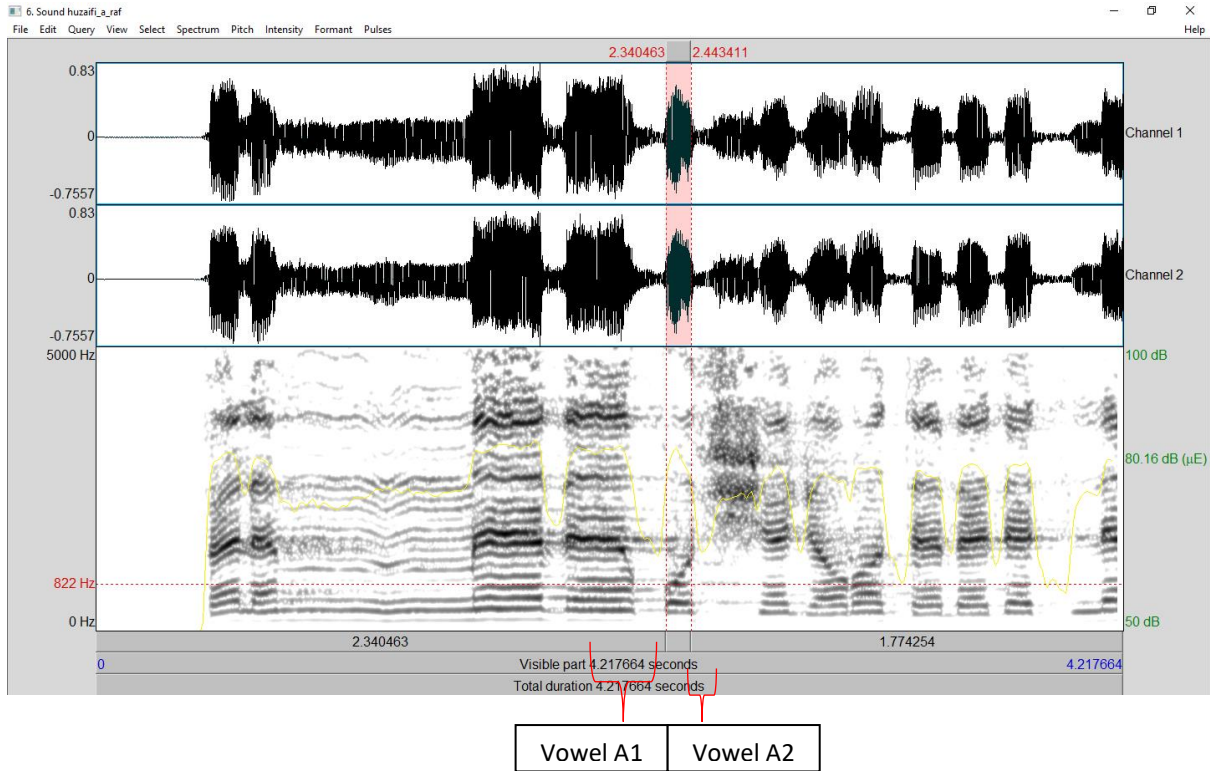 6. Sound huzaifi_a_raf
File Edit Query View Select Spectrum Pitch Intensity Formant Pulses Help
2.340463 2.443411
0.83
0
Channel 1
-0.7557
0.83
0
Channel 2
-0.7557
5000 Hz 100 dB
80.16 dB (µE)
822 Hz
0 Hz 50 dB
2.340463 1.774254
0 Visible part 4.217664 seconds 4.217664
Total duration 4.217664 seconds
Vowel A1 Vowel A2